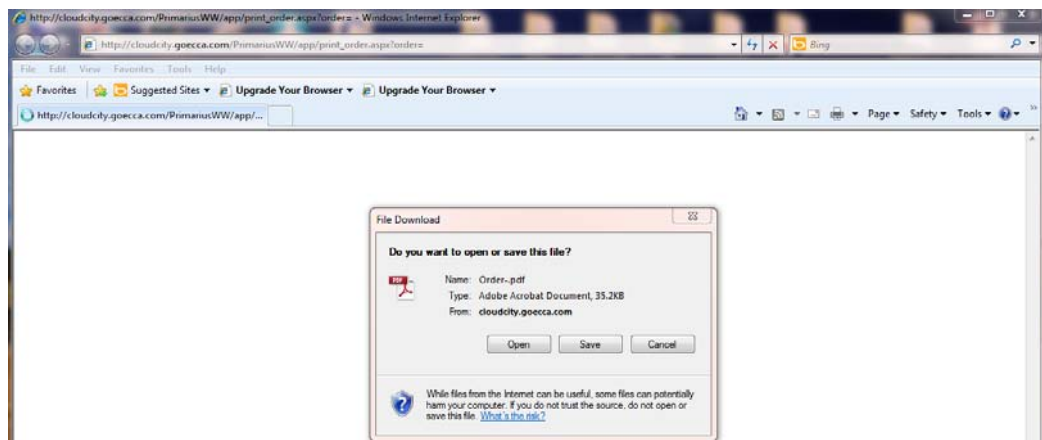 http://cloudcity.goecca.com/PrimariusWW/app/print_order.aspx?order= - Windows Internet Explorer
http://cloudcity.goecca.com/PrimariusWW/app/print_order.aspx?order=
Bing
File Edit View Favorites Tools Help
Favorites Suggested Sites ▾ Upgrade Your Browser ▾ Upgrade Your Browser ▾
http://cloudcity.goecca.com/PrimariusWW/app/...
Page ▾ Safety ▾ Tools ▾
File Download
Do you want to open or save this file?
Name: Order-.pdf
Type: Adobe Acrobat Document, 35.2KB
From: cloudcity.goecca.com
Open Save Cancel
While files from the Internet can be useful, some files can potentially
harm your computer. If you do not trust the source, do not open or
save this file. What's the risk?